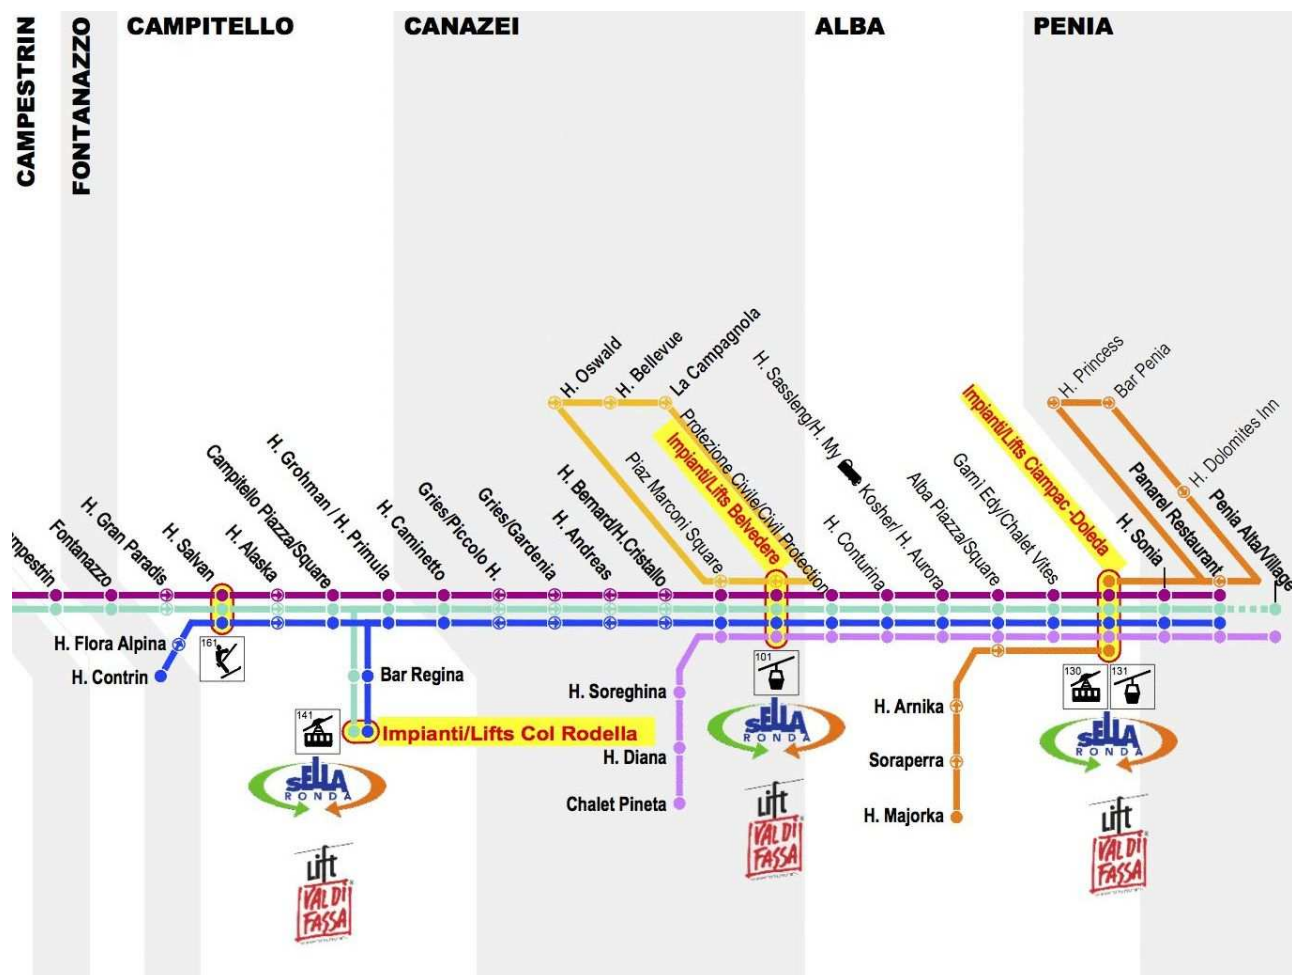 CAMPESTRIN
FONTANAZZO
CAMPITELLO
CANAZEI
ALBA
PENIA
H. Oswald
H. Bellevue
La Campagnola
H. Princess
Bar Penia
H. Dolomites Inn
mpestrin
Fontanazzo
H. Gran Paradis
H. Salvan
H. Alaska
Campitello Piazza/Square
H. Grohman / H. Primula
H. Caminetto
Gries/Piccolo H.
Gries/Gardenia
H. Andreas
H. Bernard/H.Cristallo
Piaz Marconi Square
Impianti/Lifts Belvedere
Protezione Civile/Civil Protection
H. Sassleng/H. My
Kosher/ H. Aurora
H. Conturina
Alba Piazza/Square
Garni Edy/Chalet Vites
Impianti/Lifts Ciampac -Doleda
H. Sonia
Panarel Restaurant
Penia Alta/Village
H. Flora Alpina
H. Contrin
161
Bar Regina
141
Impianti/Lifts Col Rodella
H. Soreghina
H. Diana
Chalet Pineta
101
H. Arnika
Soraperra
H. Majorka
130
131
SELLA
RONDA
SELLA
RONDA
SELLA
RONDA
Lift
VAL DI
FASSA
Lift
VAL DI
FASSA
Lift
VAL DI
FASSA